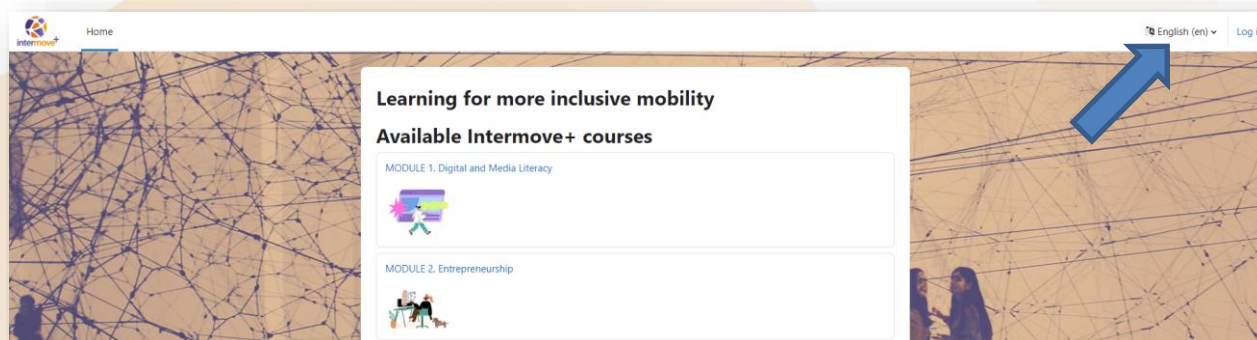 intermove+
Home
English (en)
Log i
Learning for more inclusive mobility
Available Intermove+ courses
MODULE 1. Digital and Media Literacy
MODULE 2. Entrepreneurship